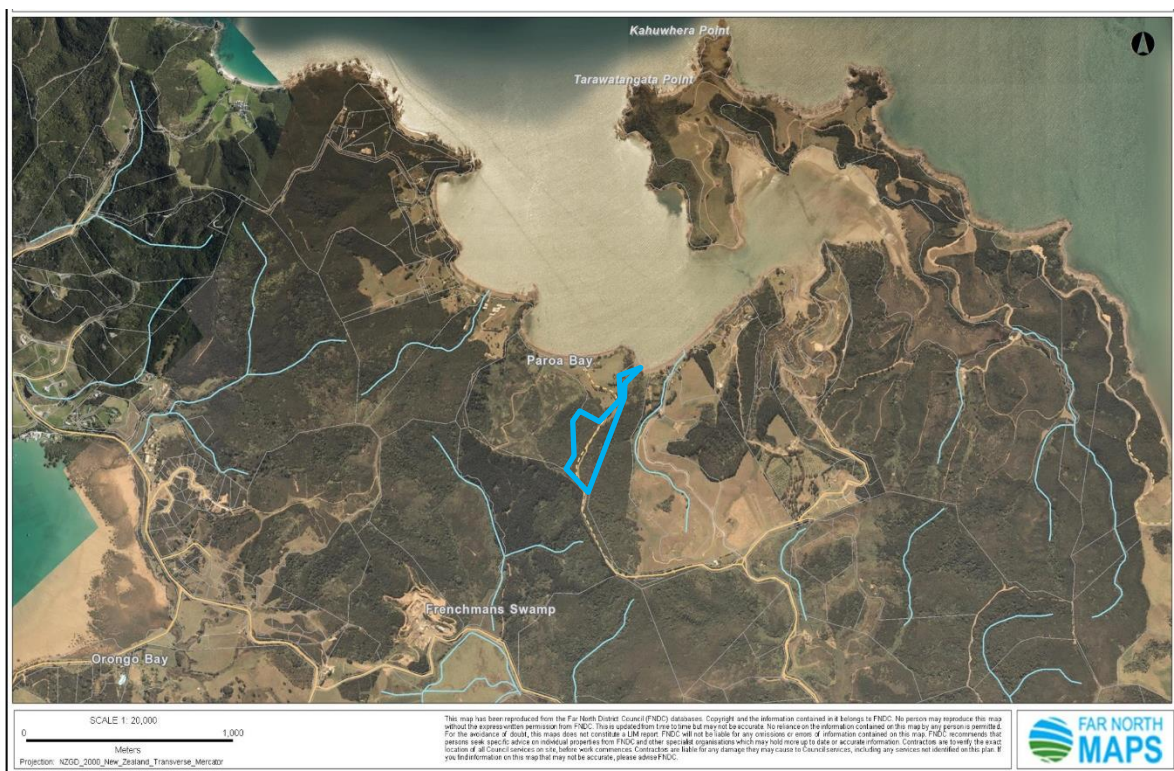 Kahuwhera Point
Tarawatangata Point
Paroa Bay
Frenchmans Swamp
Orongo Bay
SCALE 1: 20,000
0
1,000
Meters
Projection: NZGD_2000_New_Zealand_Transverse_Mercator
This map has been reproduced from the Far North District Council (FNDC) databases. Copyright and the information contained in it belongs to FNDC. No person may reproduce this map
without the express written permission from FNDC. This is updated from time to time but may not be accurate. No reliance on the information contained on this map by any person is permitted.
For the avoidance of doubt, this maps does not constitute a LIM report. FNDC will not be liable for any omissions or errors of information contained on this map. FNDC recommends that
persons seek specific advice on individual properties from FNDC and other specialist organisations which may hold more up to date or accurate information. Contractors are to verify the exact
location of all Council services on site, before work commences. Contractors are liable for any damage they may cause to Council services, including any services not identified on this plan. If
you find information on this map that may not be accurate, please advise FNDC.
FAR NORTH
MAPS